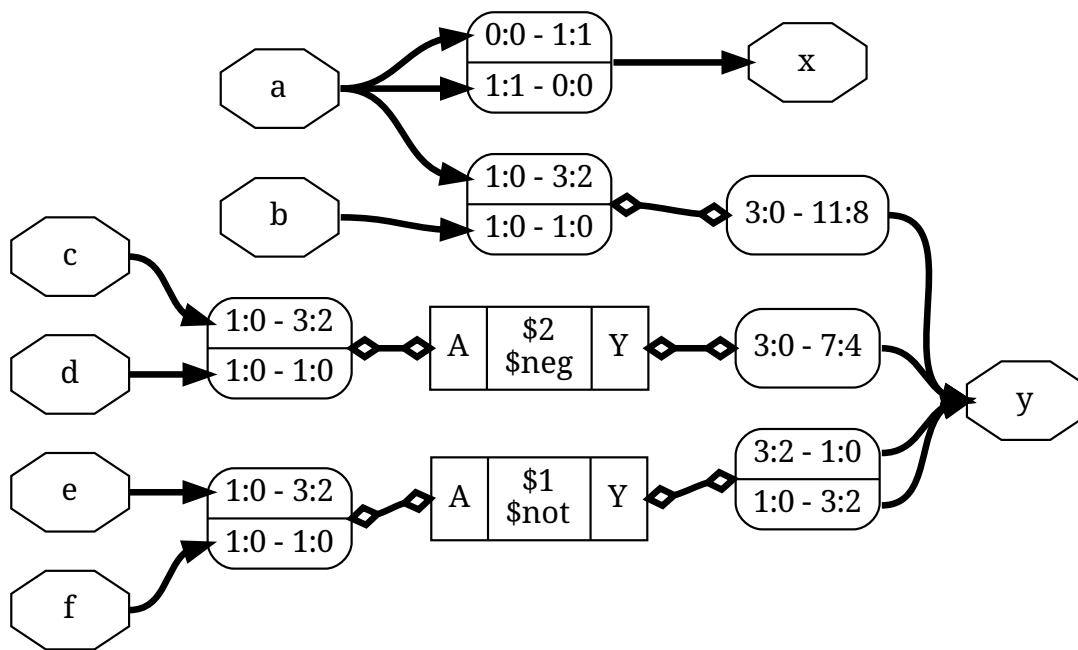 a
0:0 - 1:1
1:1 - 0:0
x
b
1:0 - 3:2
1:0 - 1:0
3:0 - 11:8
c
d
1:0 - 3:2
1:0 - 1:0
A
$2
$neg
Y
3:0 - 7:4
y
e
f
1:0 - 3:2
1:0 - 1:0
A
$1
$not
Y
3:2 - 1:0
1:0 - 3:2